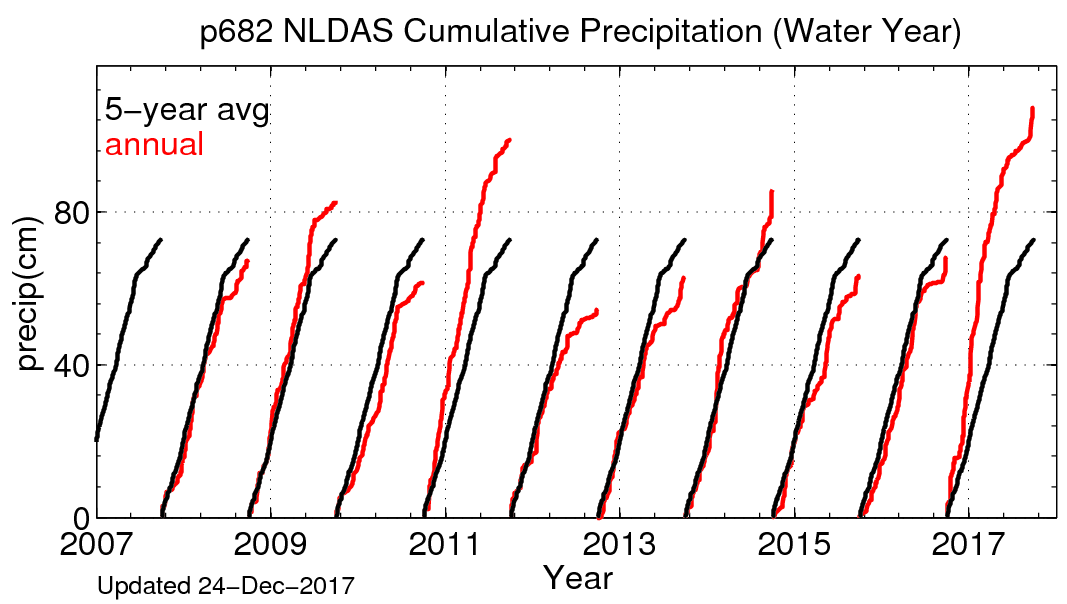 p682 NLDAS Cumulative Precipitation (Water Year)
5−year avg
annual
precip(cm)
80
40
0
2007 2009 2011 2013 2015 2017
Year
Updated 24−Dec−2017